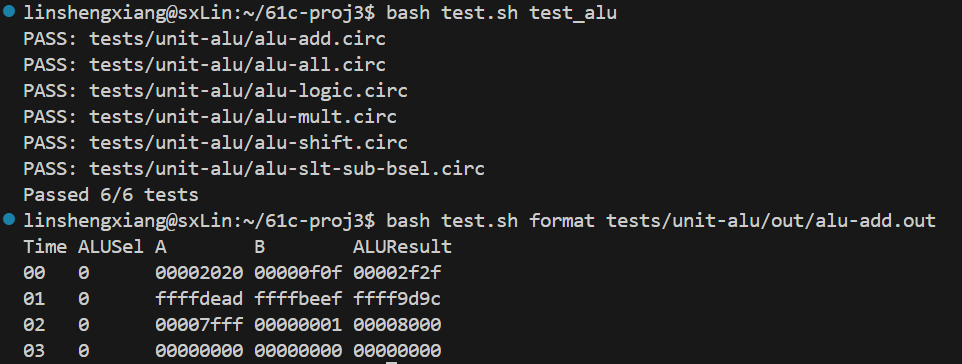 linshengxiang@sxLin:~/61c-proj3$ bash test.sh test_alu
PASS: tests/unit-alu/alu-add.circ
PASS: tests/unit-alu/alu-all.circ
PASS: tests/unit-alu/alu-logic.circ
PASS: tests/unit-alu/alu-mult.circ
PASS: tests/unit-alu/alu-shift.circ
PASS: tests/unit-alu/alu-slt-sub-bsel.circ
Passed 6/6 tests
linshengxiang@sxLin:~/61c-proj3$ bash test.sh format tests/unit-alu/out/alu-add.out
Time ALUSel A        B        ALUResult
00   0      00002020 00000f0f 00002f2f
01   0      ffffdead ffffbeef ffff9d9c
02   0      00007fff 00000001 00008000
03   0      00000000 00000000 00000000